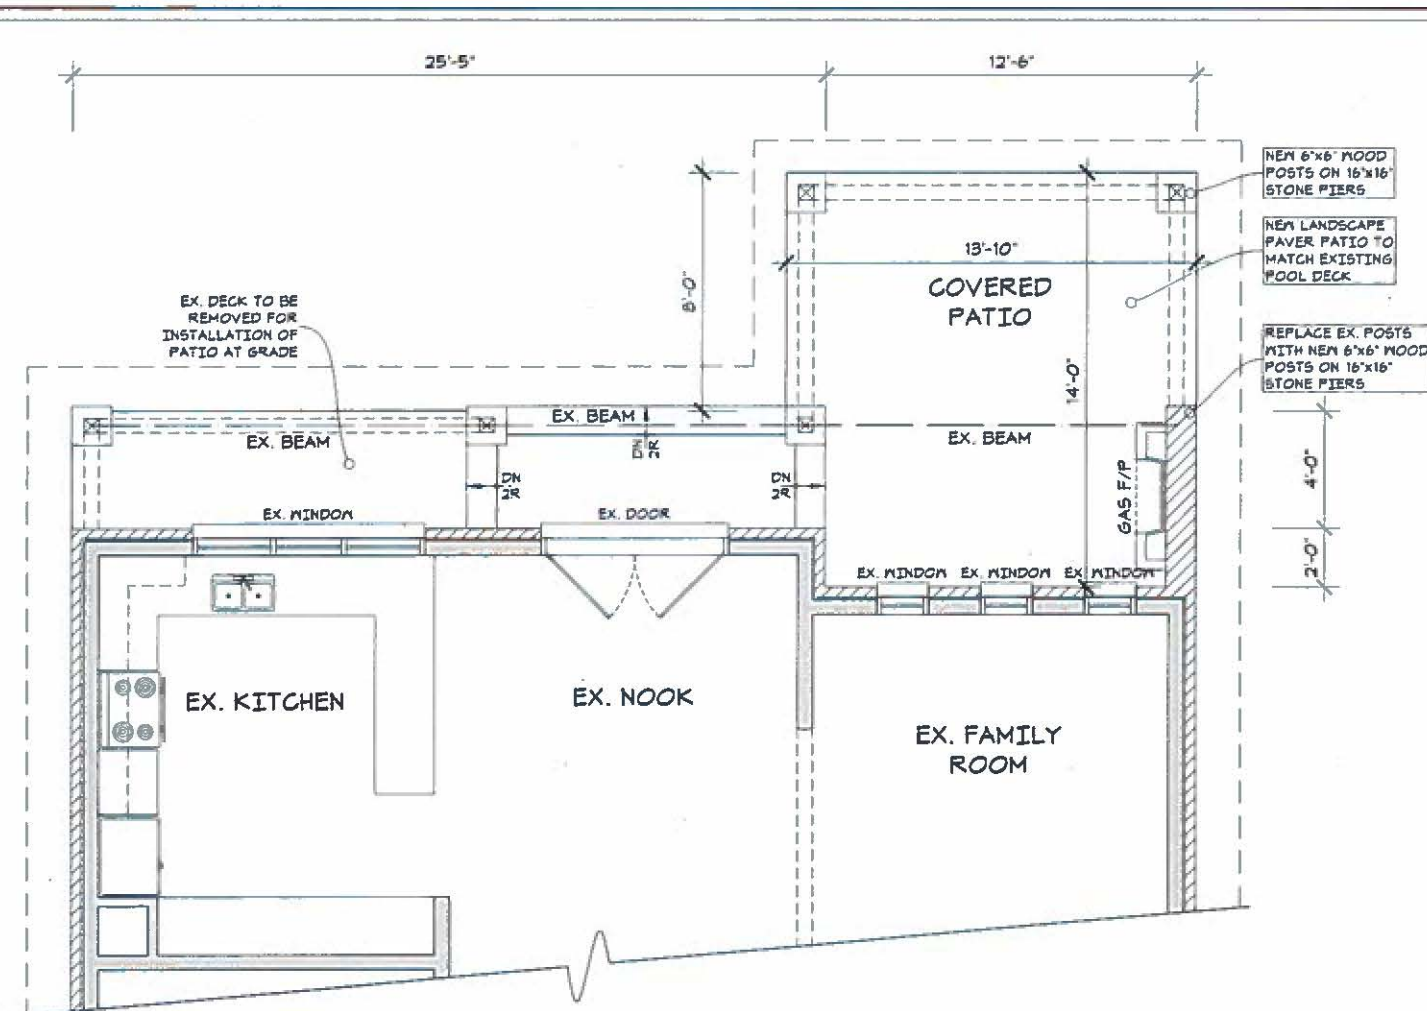 25'-5"
12'-6"
NEW 6"x6" WOOD
POSTS ON 16"x16"
STONE PIERS
NEW LANDSCAPE
PAVER PATIO TO
MATCH EXISTING
POOL DECK
8'-0"
13'-10"
COVERED
PATIO
14'-0"
EX. DECK TO BE
REMOVED FOR
INSTALLATION OF
PATIO AT GRADE
REPLACE EX. POSTS
WITH NEW 6"x6" WOOD
POSTS ON 16"x16"
STONE PIERS
EX. BEAM
EX. BEAM
EX. BEAM
DN
2R
DN
2R
DN
2R
GAS F/P
4'-0"
2'-0"
EX. WINDOW
EX. DOOR
EX. WINDOW
EX. WINDOW
EX. WINDOW
EX. KITCHEN
EX. NOOK
EX. FAMILY
ROOM